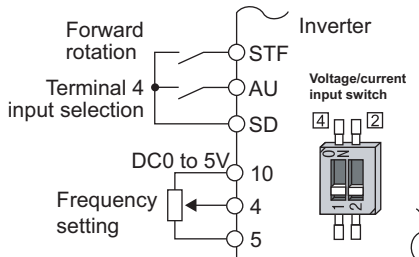 Inverter
Forward
rotation
STF
Terminal 4
input selection
AU
SD
DC0 to 5V
10
Frequency
setting
4
5
Voltage/current
input switch
4 2
ON
1 2